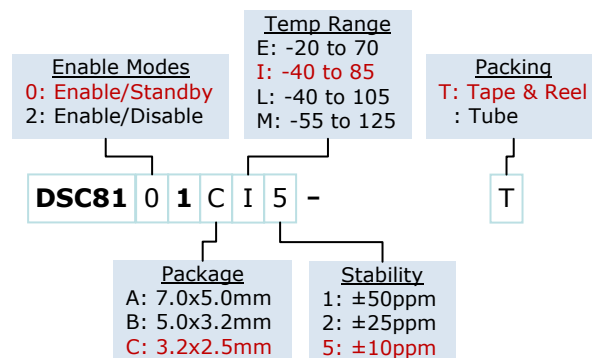 Temp Range
E: -20 to 70
I: -40 to 85
L: -40 to 105
M: -55 to 125
Enable Modes
0: Enable/Standby
2: Enable/Disable
Packing
T: Tape & Reel
: Tube
DSC81 0 1 C I 5 – T
Package
A: 7.0x5.0mm
B: 5.0x3.2mm
C: 3.2x2.5mm
Stability
1: ±50ppm
2: ±25ppm
5: ±10ppm